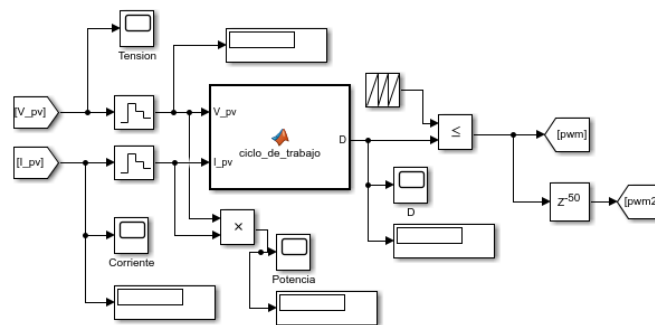 Tension
[V_pv]
V_pv
[pwm]
≤
D
ciclo_de_trabajo
[I_pv]
I_pv
D
Z-50
[pwm2
×
Corriente
Potencia